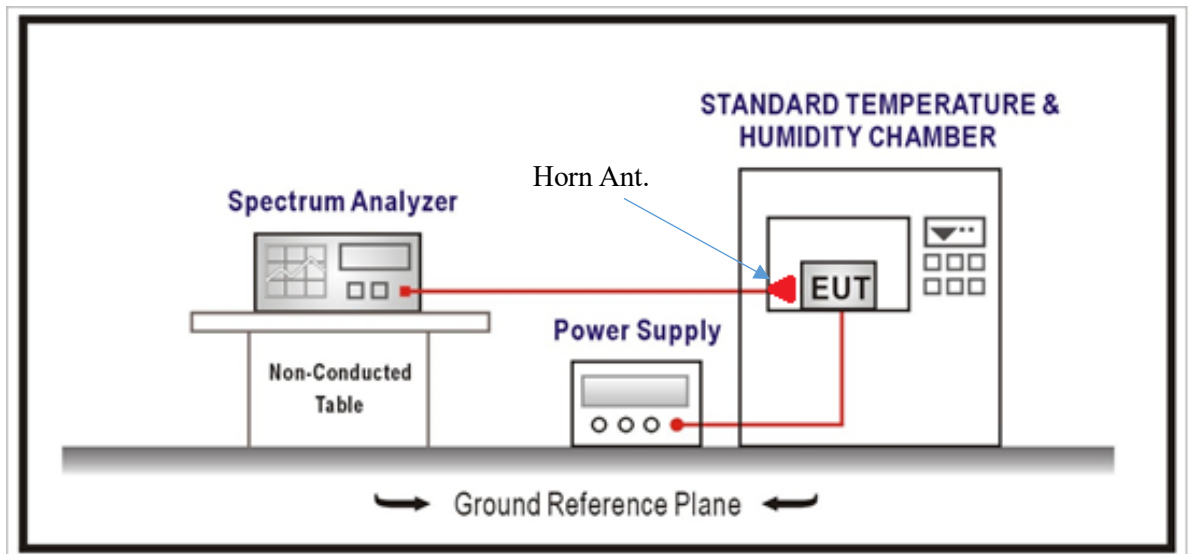 STANDARD TEMPERATURE &
HUMIDITY CHAMBER
Horn Ant.
Spectrum Analyzer
EUT
Power Supply
Non-Conducted
Table
Ground Reference Plane